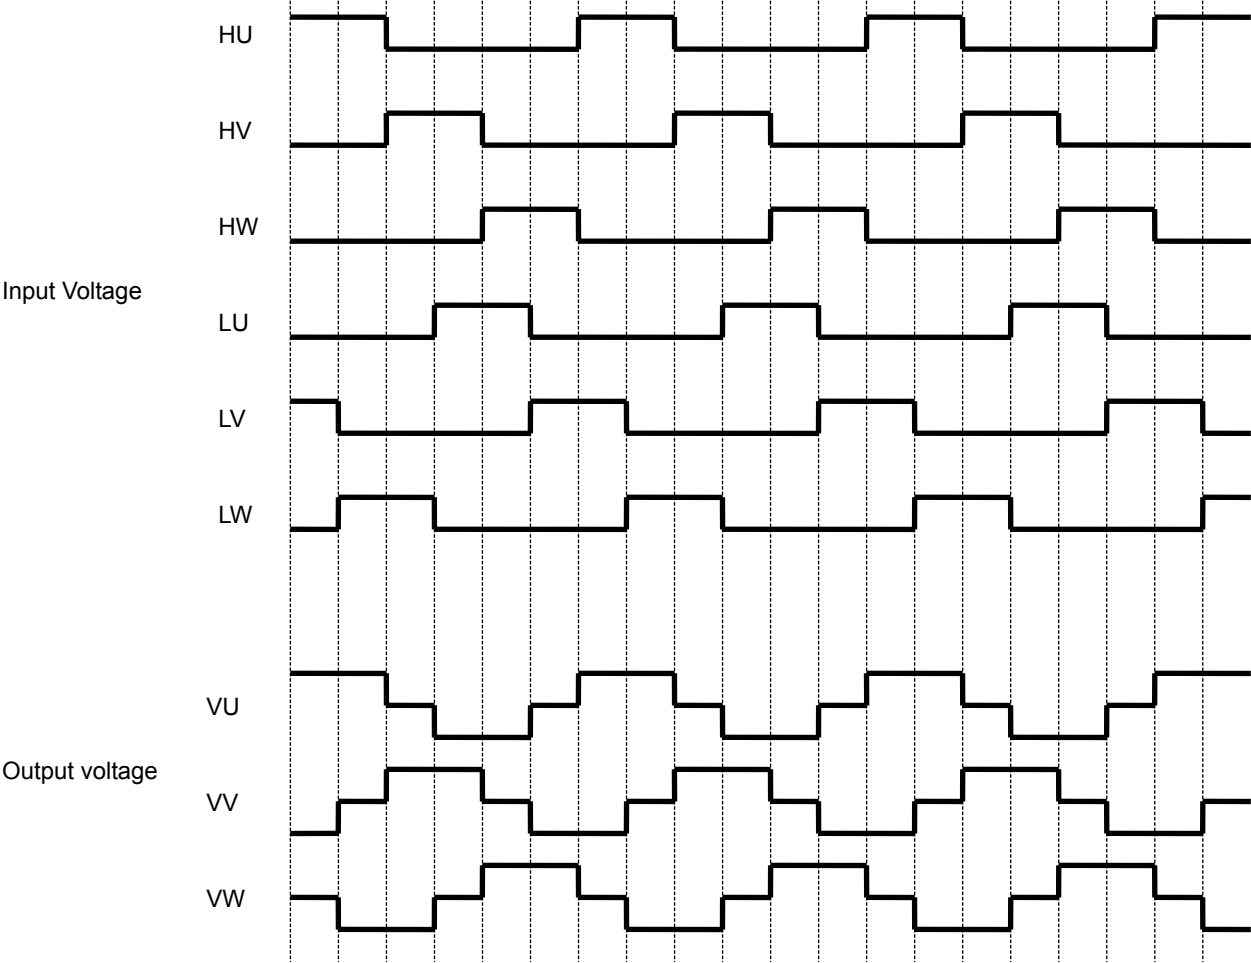 HU
HV
HW
Input Voltage
LU
LV
LW
VU
Output voltage
VV
VW